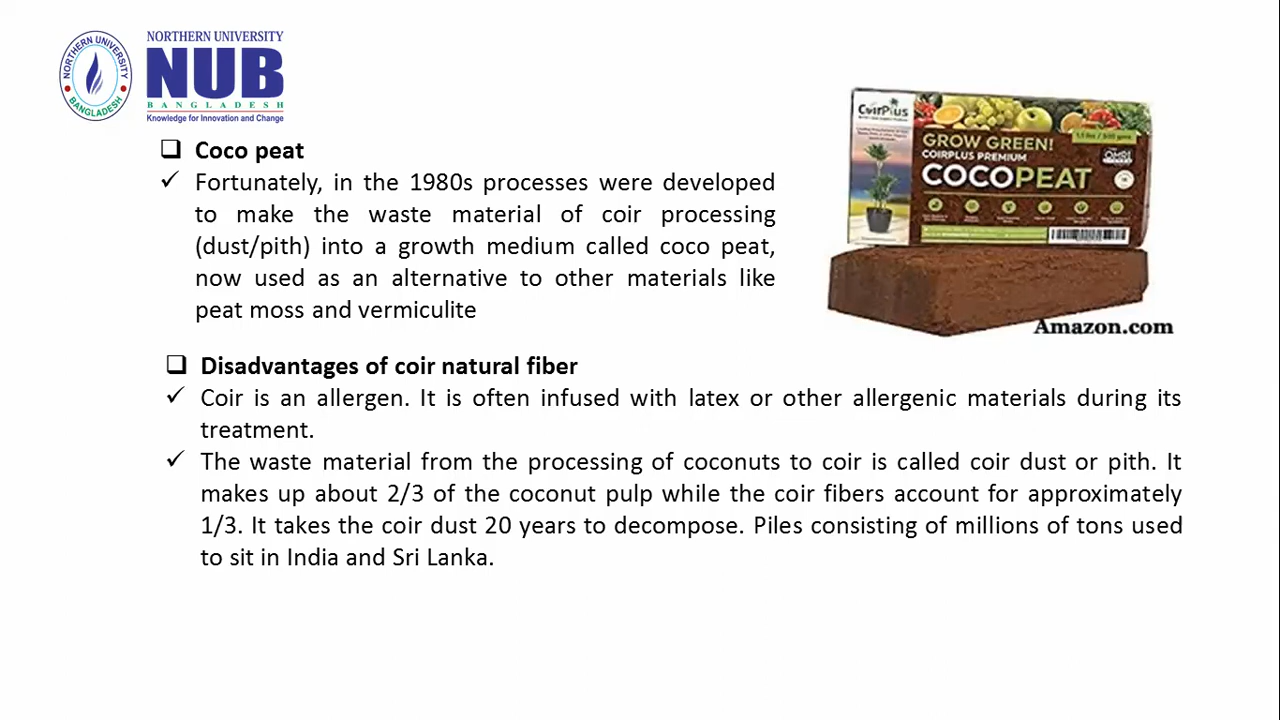 NORTHERN UNIVERSITY
NUB
BANGLADESH
Knowledge for Innovation and Change
NORTHERN UNIVERSITY
BANGLADESH
Coco peat
Fortunately, in the 1980s processes were developed
to make the waste material of coir processing
(dust/pith) into a growth medium called coco peat,
now used as an alternative to other materials like
peat moss and vermiculite
CoirPlus
GROW GREEN!
COIRPLUS PREMIUM
COCOPEAT
Amazon.com
Disadvantages of coir natural fiber
Coir is an allergen. It is often infused with latex or other allergenic materials during its
treatment.
The waste material from the processing of coconuts to coir is called coir dust or pith. It
makes up about 2/3 of the coconut pulp while the coir fibers account for approximately
1/3. It takes the coir dust 20 years to decompose. Piles consisting of millions of tons used
to sit in India and Sri Lanka.